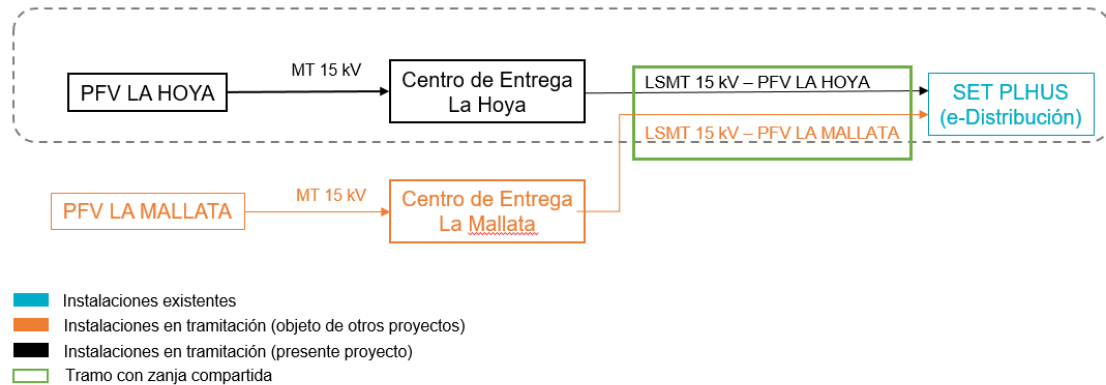 PFV LA HOYA
MT 15 kV
Centro de Entrega
La Hoya
LSMT 15 kV – PFV LA HOYA
LSMT 15 kV – PFV LA MALLATA
SET PLHUS
(e-Distribución)
PFV LA MALLATA
MT 15 kV
Centro de Entrega
La Mallata
Instalaciones existentes
Instalaciones en tramitación (objeto de otros proyectos)
Instalaciones en tramitación (presente proyecto)
Tramo con zanja compartida